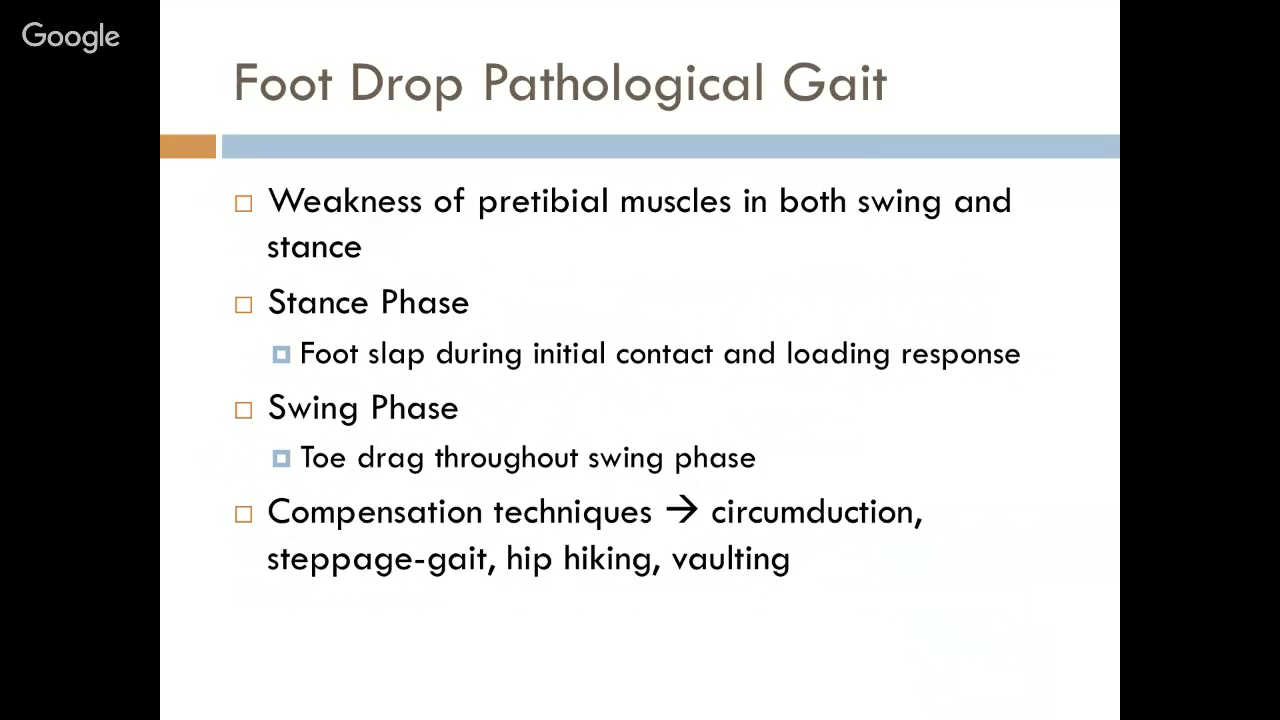 Google
Foot Drop Pathological Gait
Weakness of pretibial muscles in both swing and
stance
Stance Phase
Foot slap during initial contact and loading response
Swing Phase
Toe drag throughout swing phase
Compensation techniques → circumduction,
steppage-gait, hip hiking, vaulting